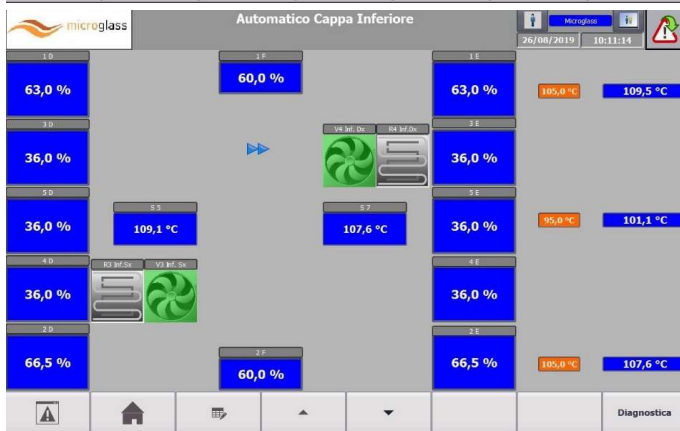 microglass
Automatico Cappa Inferiore
Microglass
26/08/2019 10:11:14
1 D
63,0 %
1 F
60,0 %
1 E
63,0 %
105,0 °C
109,5 °C
3 D
36,0 %
V4 Inf. Dx
R4 Inf.Dx
3 E
36,0 %
5 D
36,0 %
S 5
109,1 °C
S 7
107,6 °C
5 E
36,0 %
95,0 °C
101,1 °C
4 D
36,0 %
R3 Inf.Sx
V3 Inf. Sx
4 E
36,0 %
2 D
66,5 %
2 F
60,0 %
2 E
66,5 %
105,0 °C
107,6 °C
Diagnostica